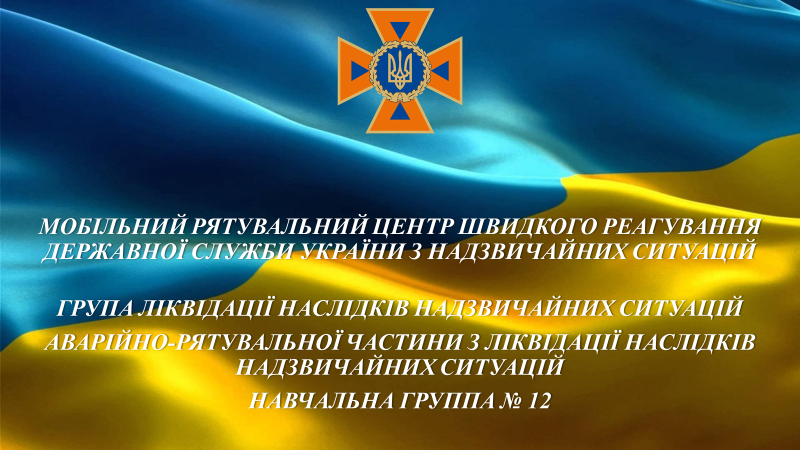 МОБІЛЬНИЙ РЯТУВАЛЬНИЙ ЦЕНТР ШВИДКОГО РЕАГУВАННЯ
ДЕРЖАВНОЇ СЛУЖБИ УКРАЇНИ З НАДЗВИЧАЙНИХ СИТУАЦІЙ
ГРУПА ЛІКВІДАЦІЇ НАСЛІДКІВ НАДЗВИЧАЙНИХ СИТУАЦІЙ
АВАРІЙНО-РЯТУВАЛЬНОЇ ЧАСТИНИ З ЛІКВІДАЦІЇ НАСЛІДКІВ
НАДЗВИЧАЙНИХ СИТУАЦІЙ
НАВЧАЛЬНА ГРУППА № 12